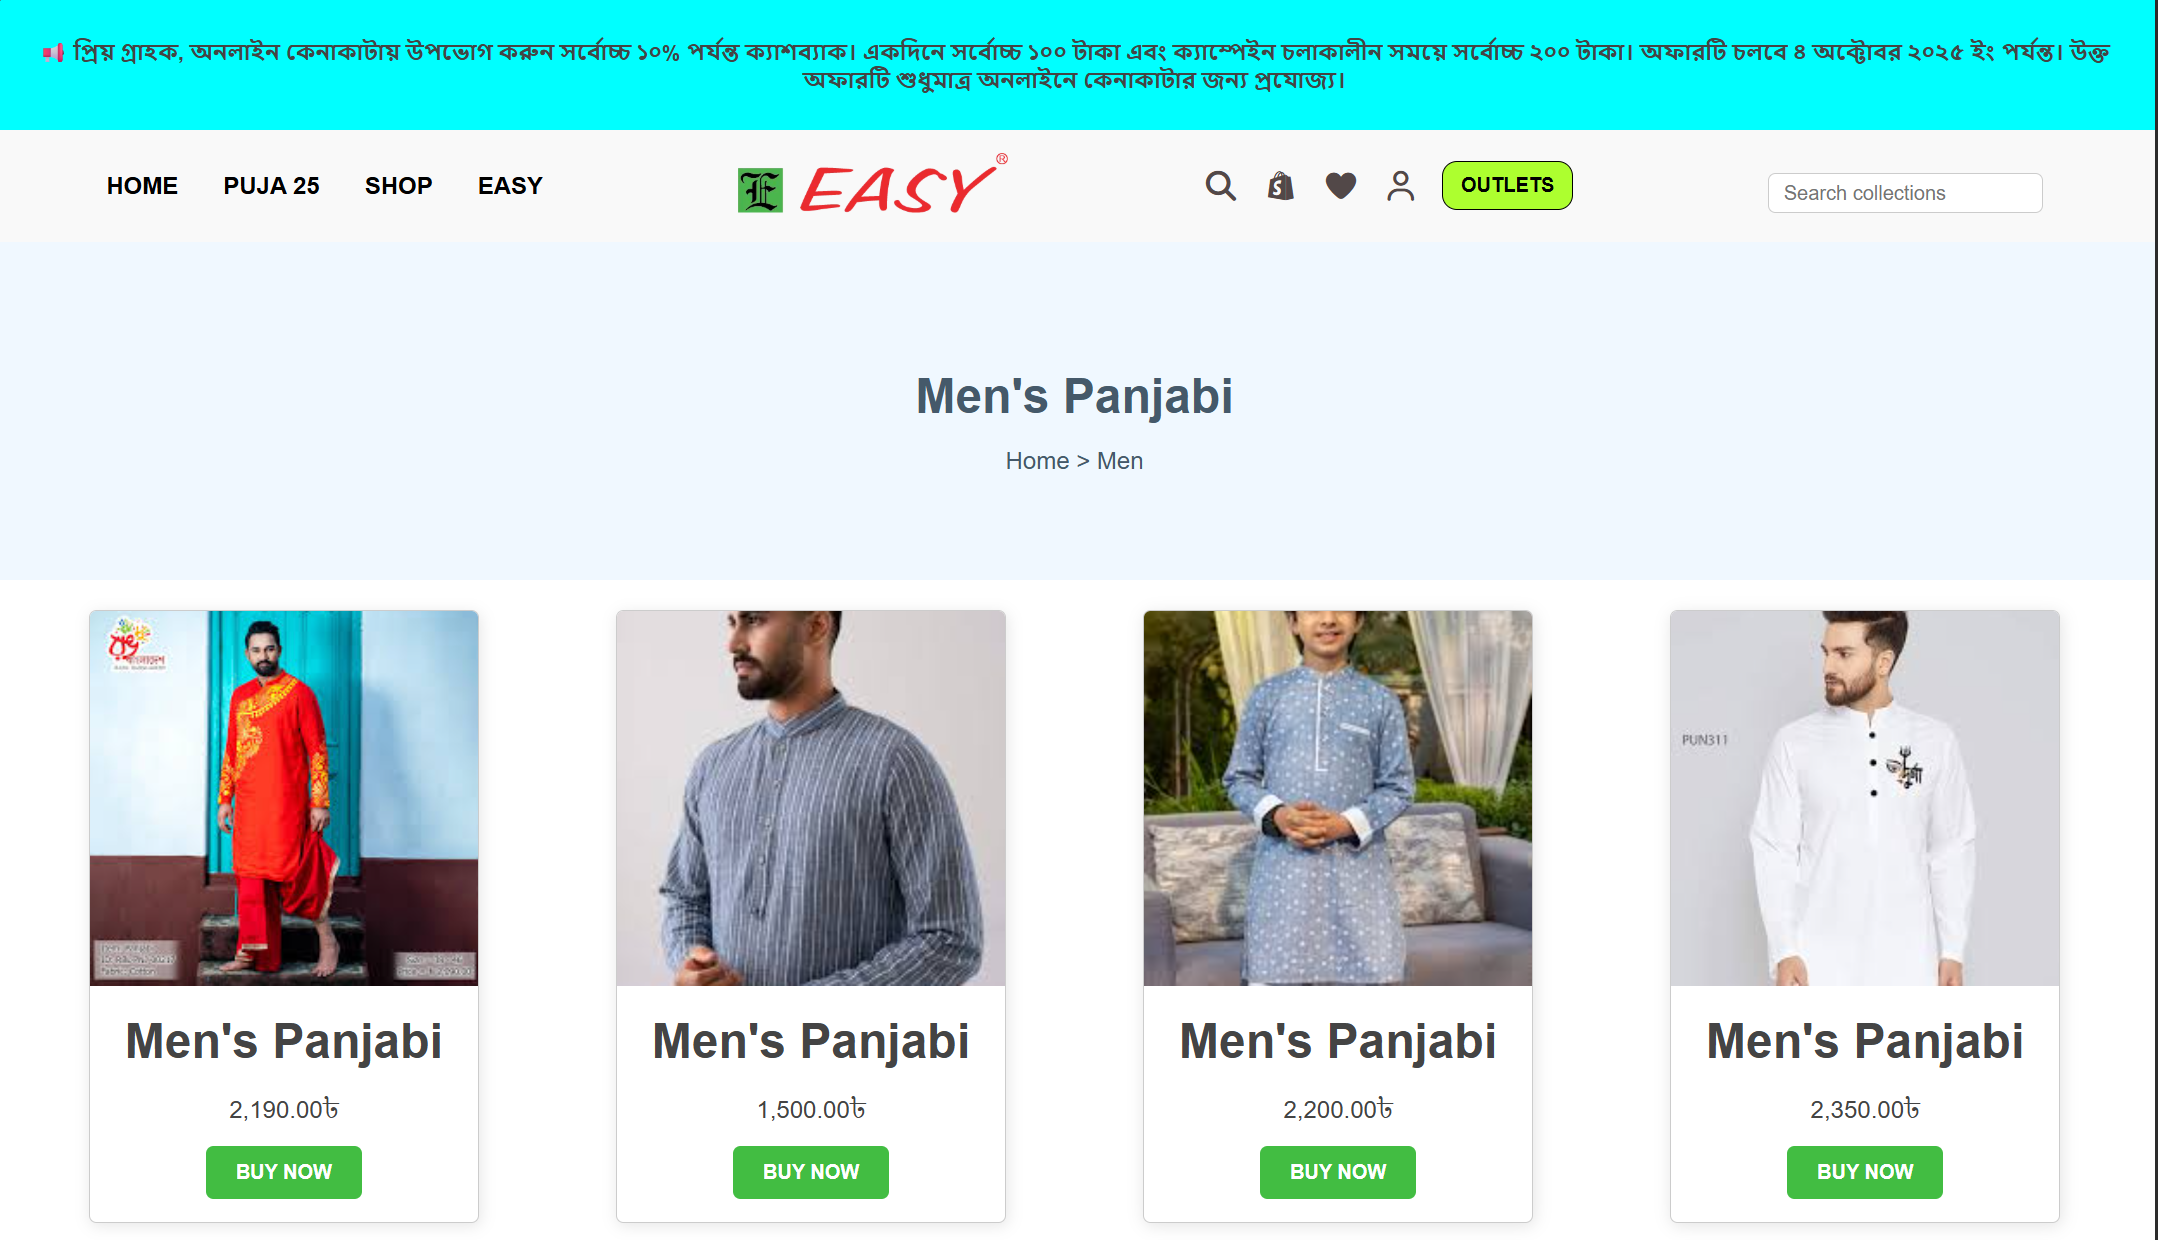 📢 প্রিয় গ্রাহক, অনলাইন কেনাকাটায় উপভোগ করুন সর্বোচ্চ ১০% পর্যন্ত ক্যাশব্যাক। একদিনে সর্বোচ্চ ১০০ টাকা এবং ক্যাম্পেইন চলাকালীন সময়ে সর্বোচ্চ ২০০ টাকা। অফারটি চলবে ৪ অক্টোবর ২০২৫ ইং পর্যন্ত। উক্ত
অফারটি শুধুমাত্র অনলাইনে কেনাকাটার জন্য প্রযোজ্য।
HOME PUJA 25 SHOP EASY
E EASY®
OUTLETS
Search collections
Men's Panjabi
Home > Men
রঙ
বাংলাদেশ
Fabric: Cotton
PUN311
Men's Panjabi
2,190.00৳
BUY NOW
Men's Panjabi
1,500.00৳
BUY NOW
Men's Panjabi
2,200.00৳
BUY NOW
Men's Panjabi
2,350.00৳
BUY NOW